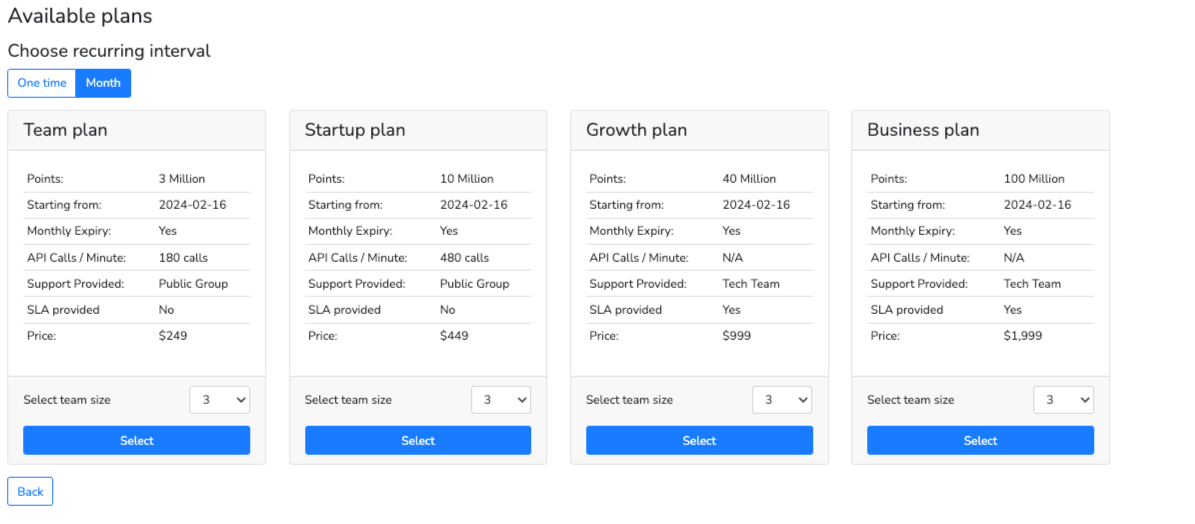 Available plans
Choose recurring interval
One time Month
Team plan
Points: 3 Million
Starting from: 2024-02-16
Monthly Expiry: Yes
API Calls / Minute: 180 calls
Support Provided: Public Group
SLA provided No
Price: $249
Select team size 3
Select
Startup plan
Points: 10 Million
Starting from: 2024-02-16
Monthly Expiry: Yes
API Calls / Minute: 480 calls
Support Provided: Public Group
SLA provided No
Price: $449
Select team size 3
Select
Growth plan
Points: 40 Million
Starting from: 2024-02-16
Monthly Expiry: Yes
API Calls / Minute: N/A
Support Provided: Tech Team
SLA provided Yes
Price: $999
Select team size 3
Select
Business plan
Points: 100 Million
Starting from: 2024-02-16
Monthly Expiry: Yes
API Calls / Minute: N/A
Support Provided: Tech Team
SLA provided Yes
Price: $1,999
Select team size 3
Select
Back